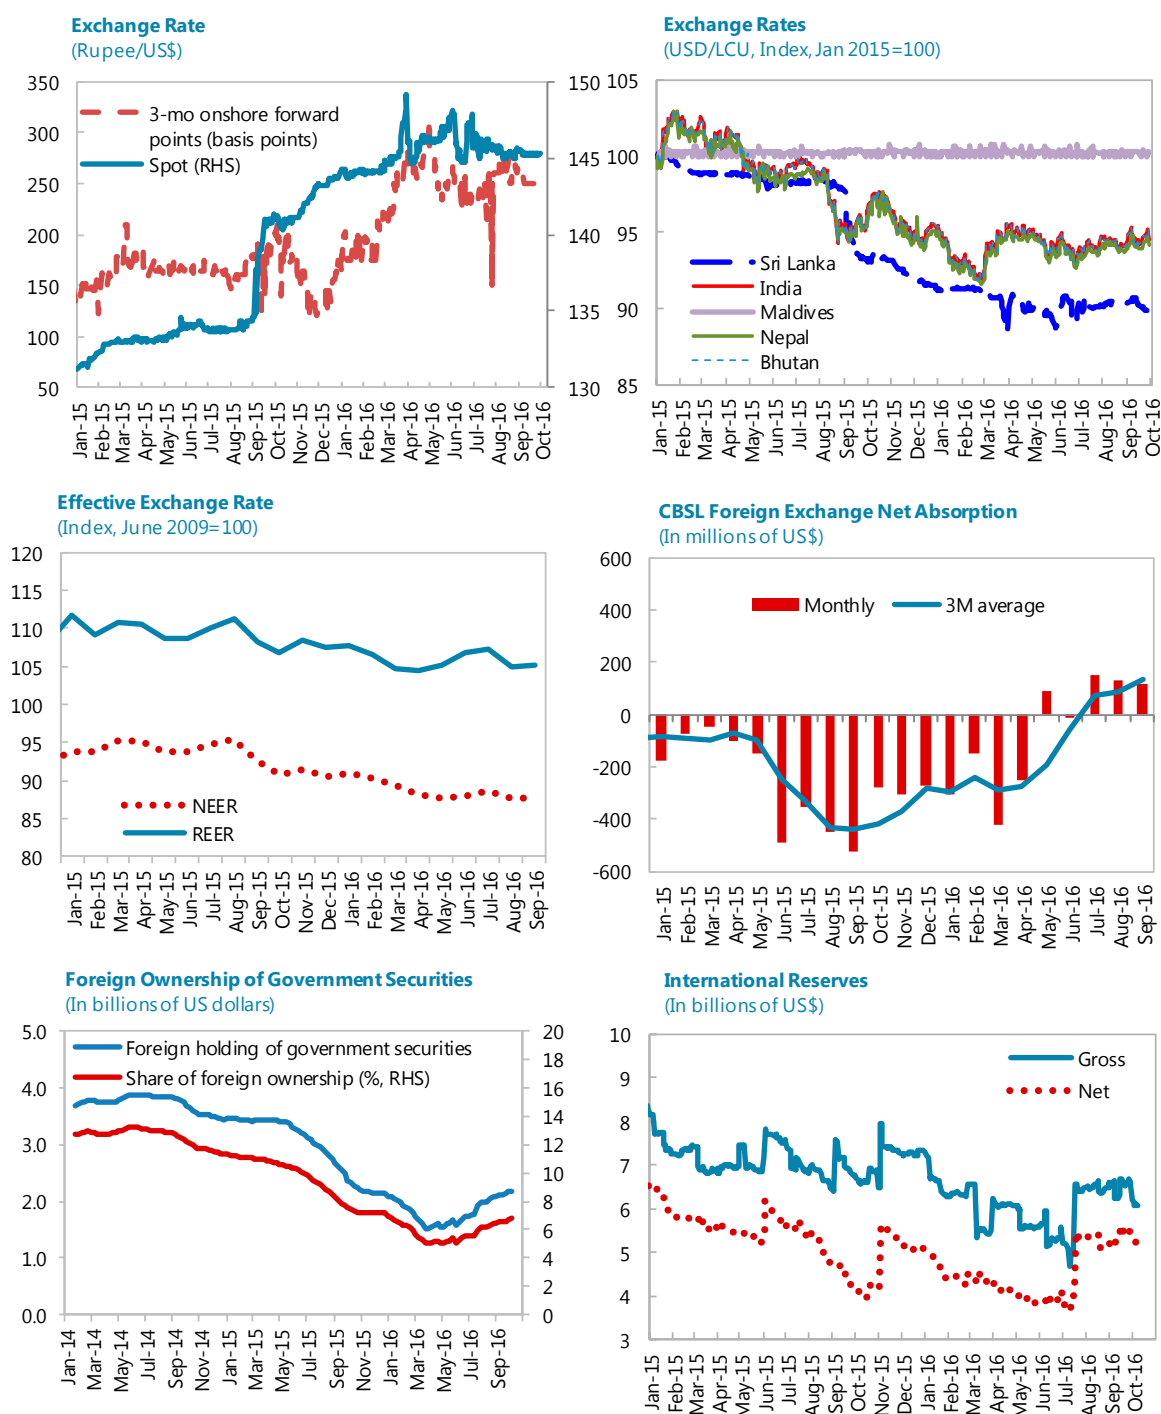 Exchange Rate
(Rupee/US$)
350
300
250
200
150
100
50
150
145
140
135
130
3-mo onshore forward
points (basis points)
Spot (RHS)
Jan-15
Feb-15
Mar-15
Apr-15
May-15
Jun-15
Jul-15
Aug-15
Sep-15
Oct-15
Nov-15
Dec-15
Jan-16
Feb-16
Mar-16
Apr-16
May-16
Jun-16
Jul-16
Aug-16
Sep-16
Oct-16
Exchange Rates
(USD/LCU, Index, Jan 2015=100)
105
100
95
90
85
Sri Lanka
India
Maldives
Nepal
Bhutan
Jan-15
Feb-15
Mar-15
Apr-15
May-15
Jun-15
Jul-15
Aug-15
Sep-15
Oct-15
Nov-15
Dec-15
Jan-16
Feb-16
Mar-16
Apr-16
May-16
Jun-16
Jul-16
Aug-16
Sep-16
Oct-16
Effective Exchange Rate
(Index, June 2009=100)
120
115
110
105
100
95
90
85
80
NEER
REER
Jan-15
Feb-15
Mar-15
Apr-15
May-15
Jun-15
Jul-15
Aug-15
Sep-15
Oct-15
Nov-15
Dec-15
Jan-16
Feb-16
Mar-16
Apr-16
May-16
Jun-16
Jul-16
Aug-16
Sep-16
CBSL Foreign Exchange Net Absorption
(In millions of US$)
600
400
200
0
-200
-400
-600
Monthly
3M average
Jan-15
Feb-15
Mar-15
Apr-15
May-15
Jun-15
Jul-15
Aug-15
Sep-15
Oct-15
Nov-15
Dec-15
Jan-16
Feb-16
Mar-16
Apr-16
May-16
Jun-16
Jul-16
Aug-16
Sep-16
Foreign Ownership of Government Securities
(In billions of US dollars)
5.0
4.0
3.0
2.0
1.0
0.0
20
18
16
14
12
10
8
6
4
2
0
Foreign holding of government securities
Share of foreign ownership (%, RHS)
Jan-14
Mar-14
May-14
Jul-14
Sep-14
Nov-14
Jan-15
Mar-15
May-15
Jul-15
Sep-15
Nov-15
Jan-16
Mar-16
May-16
Jul-16
Sep-16
International Reserves
(In billions of US$)
10
9
8
7
6
5
4
3
Gross
Net
Jan-15
Feb-15
Mar-15
Apr-15
May-15
Jun-15
Jul-15
Aug-15
Sep-15
Oct-15
Nov-15
Dec-15
Jan-16
Feb-16
Mar-16
Apr-16
May-16
Jun-16
Jul-16
Aug-16
Sep-16
Oct-16